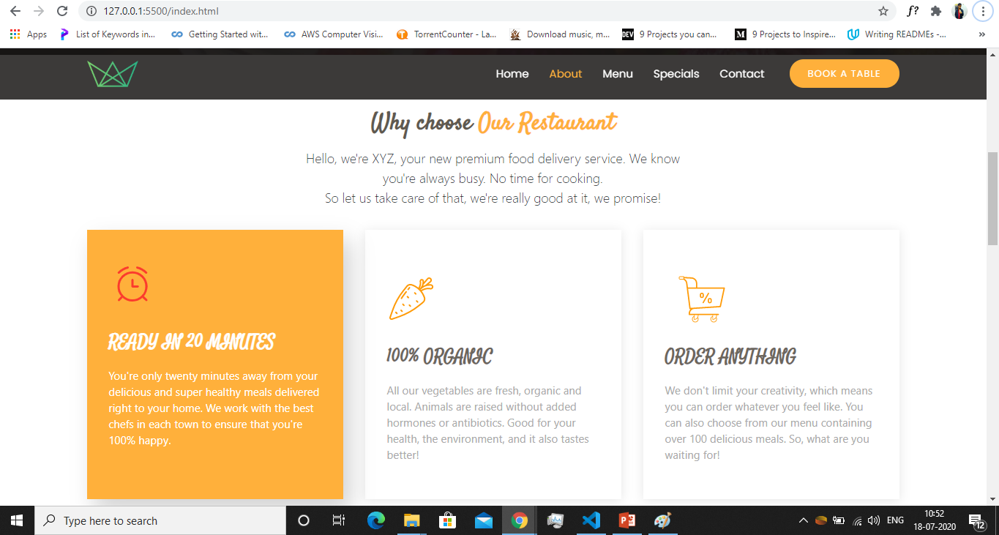 127.0.0.1:5500/index.html
f?
Apps
List of Keywords in...
Getting Started wit...
AWS Computer Visi...
TorrentCounter - La...
Download music, m...
DEV
9 Projects you can...
M
9 Projects to Inspire...
Writing READMEs -...
»
Home
About
Menu
Specials
Contact
BOOK A TABLE
Why choose Our Restaurant
Hello, we're XYZ, your new premium food delivery service. We know
you're always busy. No time for cooking.
So let us take care of that, we're really good at it, we promise!
READY IN 20 MINUTES
You're only twenty minutes away from your
delicious and super healthy meals delivered
right to your home. We work with the best
chefs in each town to ensure that you're
100% happy.
100% ORGANIC
All our vegetables are fresh, organic and
local. Animals are raised without added
hormones or antibiotics. Good for your
health, the environment, and it also tastes
better!
%
ORDER ANYTHING
We don't limit your creativity, which means
you can order whatever you feel like. You
can also choose from our menu containing
over 100 delicious meals. So, what are you
waiting for!
Type here to search
ENG
10:52
18-07-2020
12